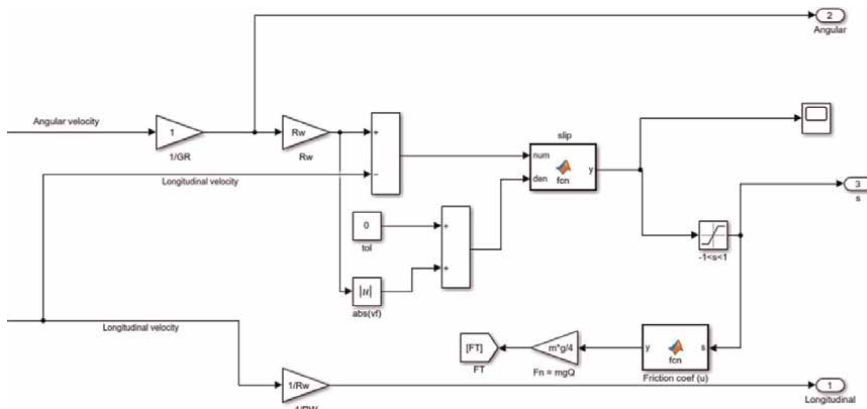 2
Angular
Angular velocity
1
1/GR
Rw
Rw
+
−
Longitudinal velocity
slip
num
den
fcn
y
3
s
0
tol
+
+
|u|
abs(vf)
-1<s<1
Longitudinal velocity
[FT]
FT
m*g/4
Fn = mgQ
y
fcn
s
Friction coef (u)
1/Rw
1
Longitudinal